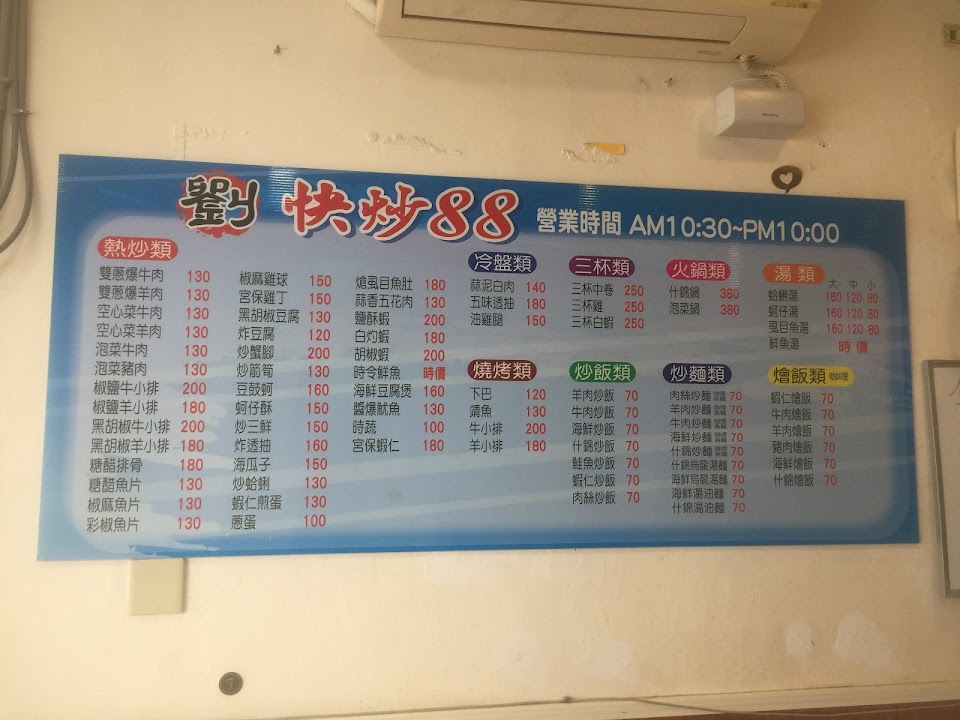 劉 快炒88 營業時間 AM10:30~PM10:00
熱炒類
雙蔥爆牛肉 130
雙蔥爆羊肉 130
空心菜牛肉 130
空心菜羊肉 130
泡菜牛肉 130
泡菜豬肉 130
椒鹽牛小排 200
椒鹽羊小排 180
黑胡椒牛小排 200
黑胡椒羊小排 180
糖醋排骨 180
糖醋魚片 130
椒麻魚片 130
彩椒魚片 130
椒麻雞球 150
宮保雞丁 150
黑胡椒豆腐 130
炸豆腐 120
炒蟹腳 200
炒箭筍 130
豆豉蚵 160
蚵仔酥 150
炒三鮮 150
炸透抽 160
海瓜子 150
炒蛤蜊 130
蝦仁煎蛋 130
蔥蛋 100
熗虱目魚肚 180
蒜香五花肉 130
鹽酥蝦 200
白灼蝦 180
胡椒蝦 200
時令鮮魚 時價
海鮮豆腐煲 160
醬爆魷魚 130
時蔬 100
宮保蝦仁 180
冷盤類
蒜泥白肉 140
五味透抽 180
油雞腿 150
燒烤類
下巴 120
鯖魚 130
牛小排 200
羊小排 180
三杯類
三杯中卷 250
三杯雞 250
三杯白蝦 250
炒飯類
羊肉炒飯 70
牛肉炒飯 70
海鮮炒飯 70
什錦炒飯 70
鮭魚炒飯 70
蝦仁炒飯 70
肉絲炒飯 70
火鍋類
什錦鍋 380
泡菜鍋 380
炒麵類
肉絲炒麵 70
羊肉炒麵 70
牛肉炒麵 70
海鮮炒麵 70
什錦炒麵 70
什錦烏龍湯麵 70
海鮮烏龍湯麵 70
海鮮湯油麵 70
什錦湯油麵 70
湯類 大 中 小
蛤蜊湯 180 120 80
蚵仔湯 160 120 80
虱目魚湯 160 120 80
鮮魚湯 時價
燴飯類
蝦仁燴飯 70
牛肉燴飯 70
羊肉燴飯 70
豬肉燴飯 70
海鮮燴飯 70
什錦燴飯 70
7